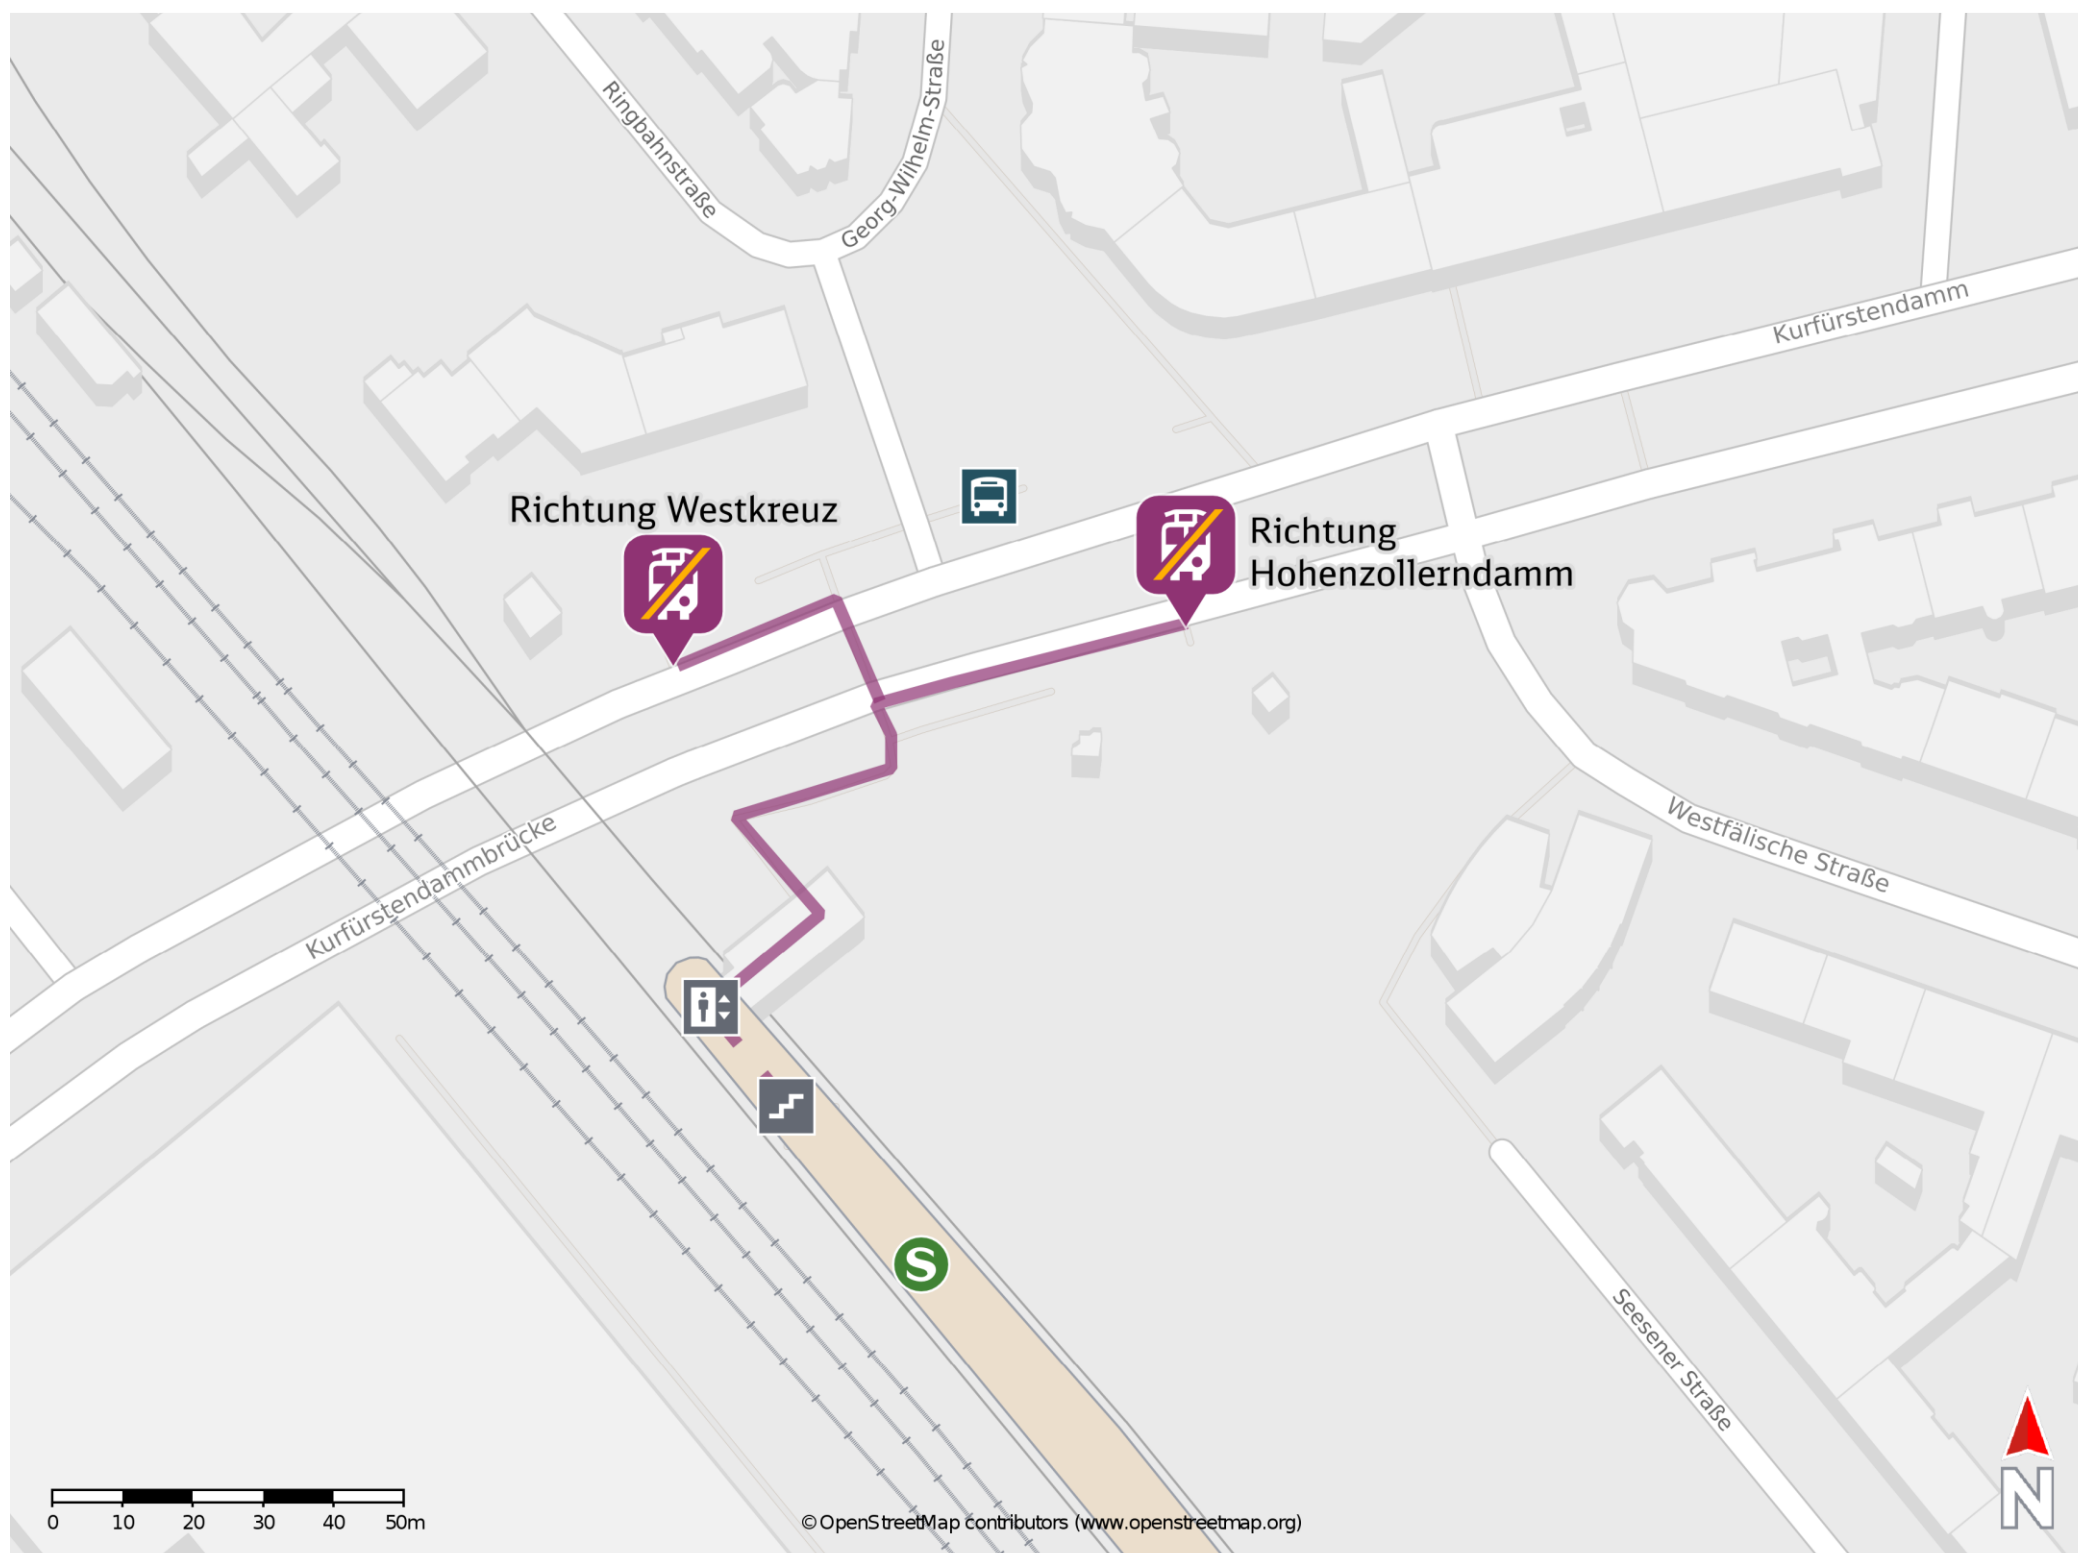 Ringbahnstraße
Georg-Wilhelm-Straße
Kurfürstendamm
Richtung Westkreuz
Richtung
Hohenzollerndamm
Kurfürstendammbrücke
Westfälische Straße
S
Seesener Straße
N
0 10 20 30 40 50m
©OpenStreetMap contributors (www.openstreetmap.org)